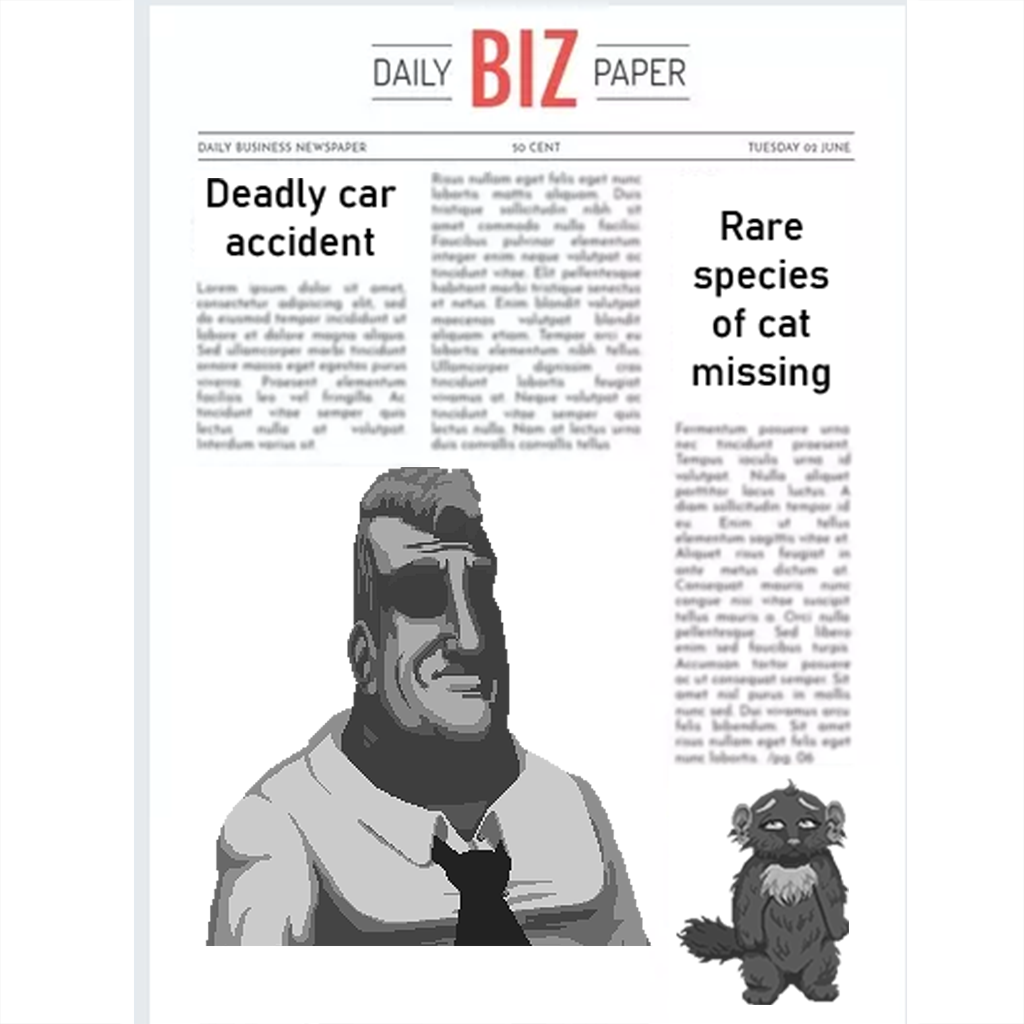 DAILY BIZ PAPER
DAILY BUSINESS NEWSPAPER 50 CENT TUESDAY 02 JUNE
Deadly car
accident
Lorem ipsum dolor sit amet,
consectetur adipiscing elit, sed
do eiusmod tempor incididunt ut
labore et dolore magna aliqua.
Sed ullamcorper morbi tincidunt
ornare massa eget egestas purus
viverra. Praesent elementum
facilisis leo vel fringilla. Ac
tincidunt vitae semper quis
lectus nulla at volutpat.
Interdum varius sit
Risus nullam eget felis eget nunc
lobortis mattis aliquam. Duis
tristique sollicitudin nibh sit
amet commodo nulla facilisi.
Faucibus pulvinar elementum
integer enim neque volutpat ac
tincidunt vitae. Elit pellentesque
habitant morbi tristique senectus
et netus. Enim blandit volutpat
maecenas volutpat blandit
aliquam etiam. Tempor orci eu
lobortis elementum nibh tellus.
Ullamcorper dignissim cras
tincidunt lobortis feugiat
vivamus at. Neque volutpat ac
tincidunt vitae semper quis
lectus nulla. Nam at lectus urna
duis convallis convallis tellus
Rare
species
of cat
missing
Fermentum posuere urna
nec tincidunt praesent.
Tempus iaculis urna id
volutpat. Nulla aliquet
porttitor lacus luctus. A
diam sollicitudin tempor id
eu. Enim ut tellus
elementum sagittis vitae et.
Aliquet risus feugiat in
ante metus dictum at.
Consequat mauris nunc
congue nisi vitae suscipit
tellus mauris a. Orci nulla
pellentesque. Sed libero
enim sed faucibus turpis.
Accumsan tortor posuere
ac ut consequat semper. Sit
amet nisl purus in mollis
nunc sed. Dui vivamus arcu
felis bibendum. Sit amet
risus nullam eget felis eget
nunc lobortis. /pg. 06